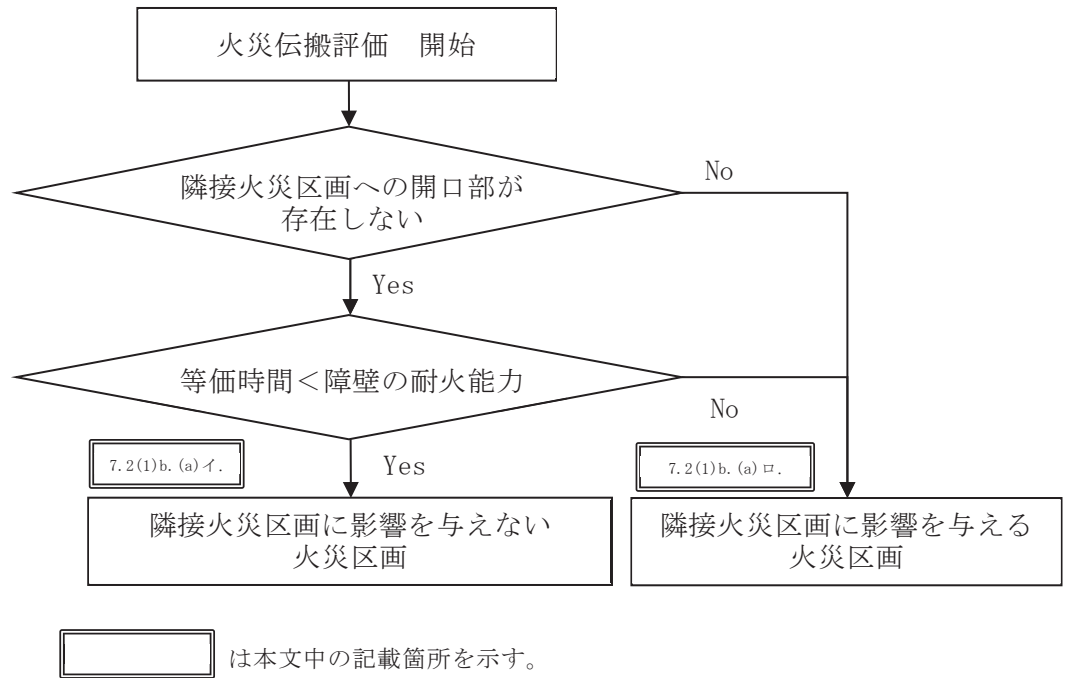 火災伝搬評価　開始
No
隣接火災区画への開口部が
存在しない
Yes
等価時間＜障壁の耐火能力
No
7.2(1)b.(a)イ.
Yes
7.2(1)b.(a)ロ.
隣接火災区画に影響を与えない
火災区画
隣接火災区画に影響を与える
火災区画
は本文中の記載箇所を示す。